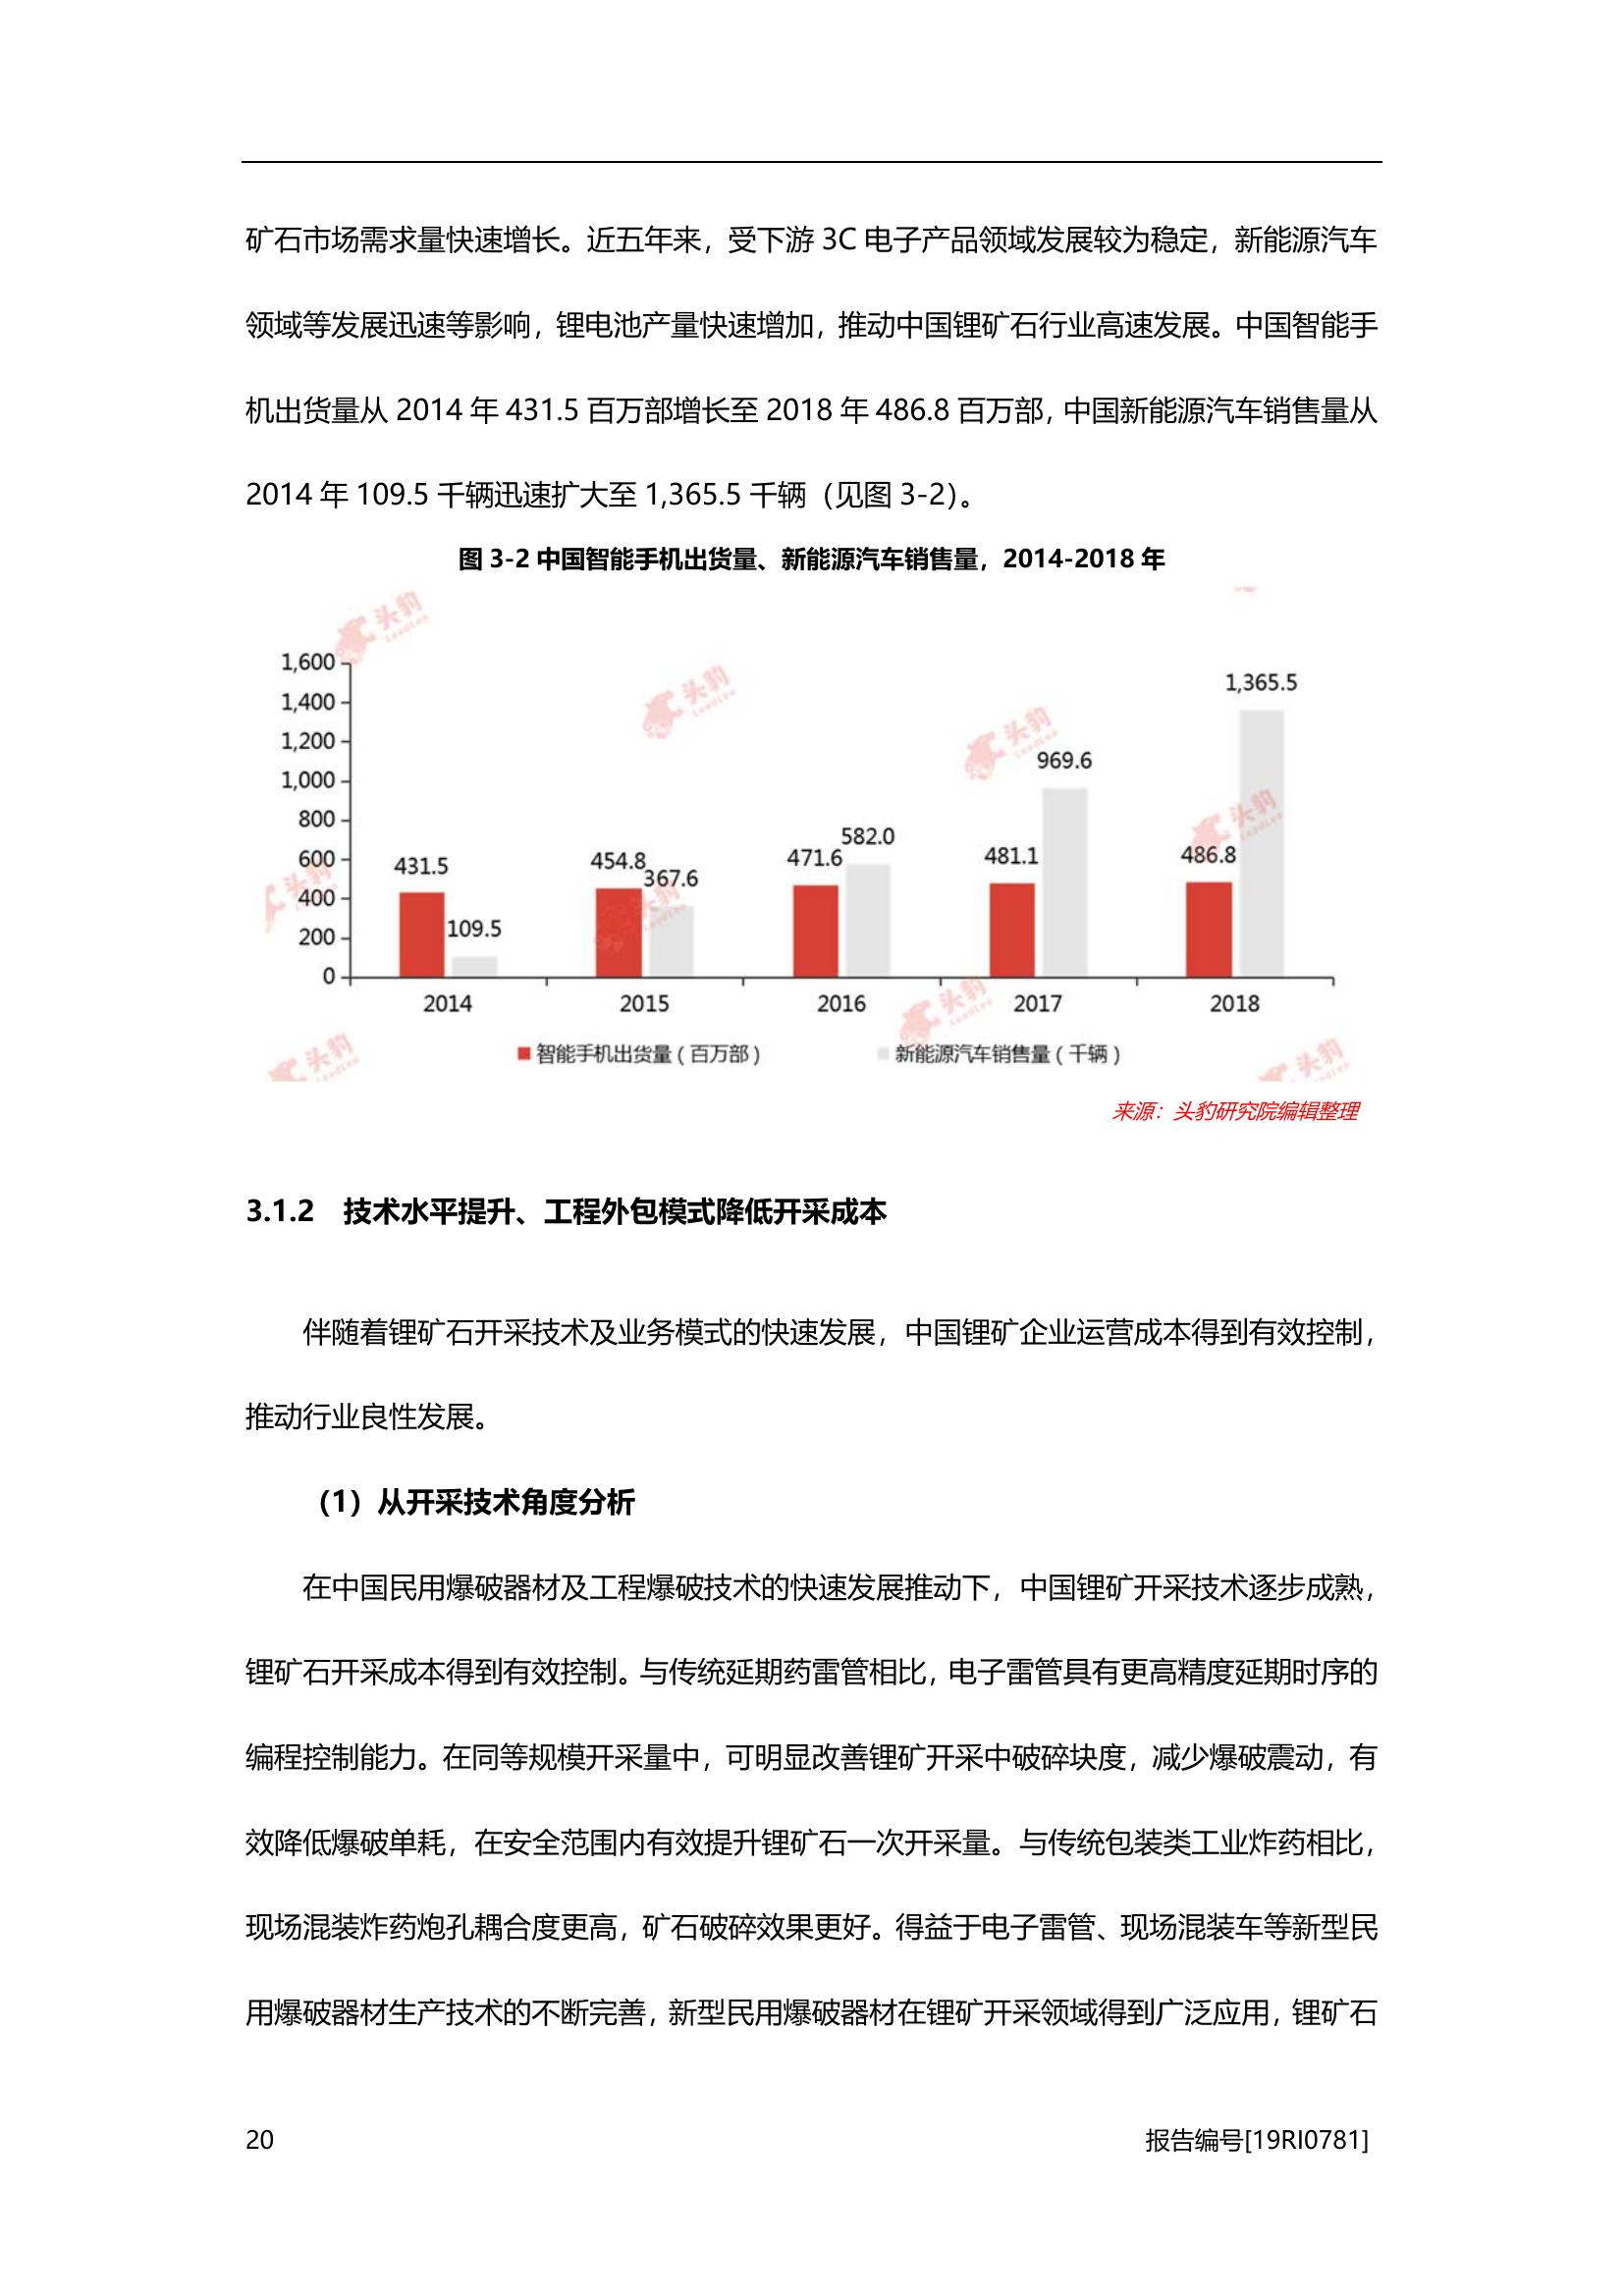 矿石市场需求量快速增长。近五年来，受下游 3C 电子产品领域发展较为稳定，新能源汽车
领域等发展迅速等影响，锂电池产量快速增加，推动中国锂矿石行业高速发展。中国智能手
机出货量从 2014 年 431.5 百万部增长至 2018 年 486.8 百万部，中国新能源汽车销售量从
2014 年 109.5 千辆迅速扩大至 1,365.5 千辆（见图 3-2）。
图 3-2 中国智能手机出货量、新能源汽车销售量，2014-2018 年
头豹 LeadLeo
1,600
1,400
1,200
1,000
800
600
400
200
0
431.5
109.5
454.8
367.6
471.6
582.0
481.1
969.6
486.8
1,365.5
2014 2015 2016 2017 2018
智能手机出货量（百万部） 新能源汽车销售量（千辆）
来源：头豹研究院编辑整理
3.1.2 技术水平提升、工程外包模式降低开采成本
伴随着锂矿石开采技术及业务模式的快速发展，中国锂矿企业运营成本得到有效控制，
推动行业良性发展。
（1）从开采技术角度分析
在中国民用爆破器材及工程爆破技术的快速发展推动下，中国锂矿开采技术逐步成熟，
锂矿石开采成本得到有效控制。与传统延期药雷管相比，电子雷管具有更高精度延期时序的
编程控制能力。在同等规模开采量中，可明显改善锂矿开采中破碎块度，减少爆破震动，有
效降低爆破单耗，在安全范围内有效提升锂矿石一次开采量。与传统包装类工业炸药相比，
现场混装炸药炮孔耦合度更高，矿石破碎效果更好。得益于电子雷管、现场混装车等新型民
用爆破器材生产技术的不断完善，新型民用爆破器材在锂矿开采领域得到广泛应用，锂矿石
20 报告编号[19RI0781]